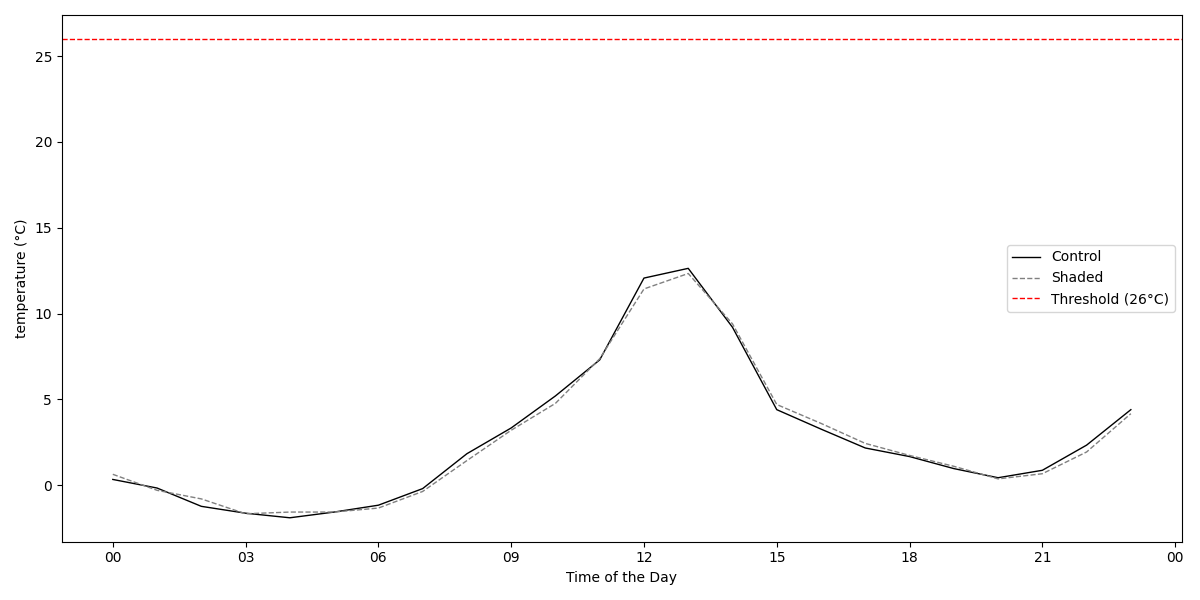 25
20
15
10
5
0
temperature (°C)
Control
Shaded
Threshold (26°C)
00 03 06 09 12 15 18 21 00
Time of the Day